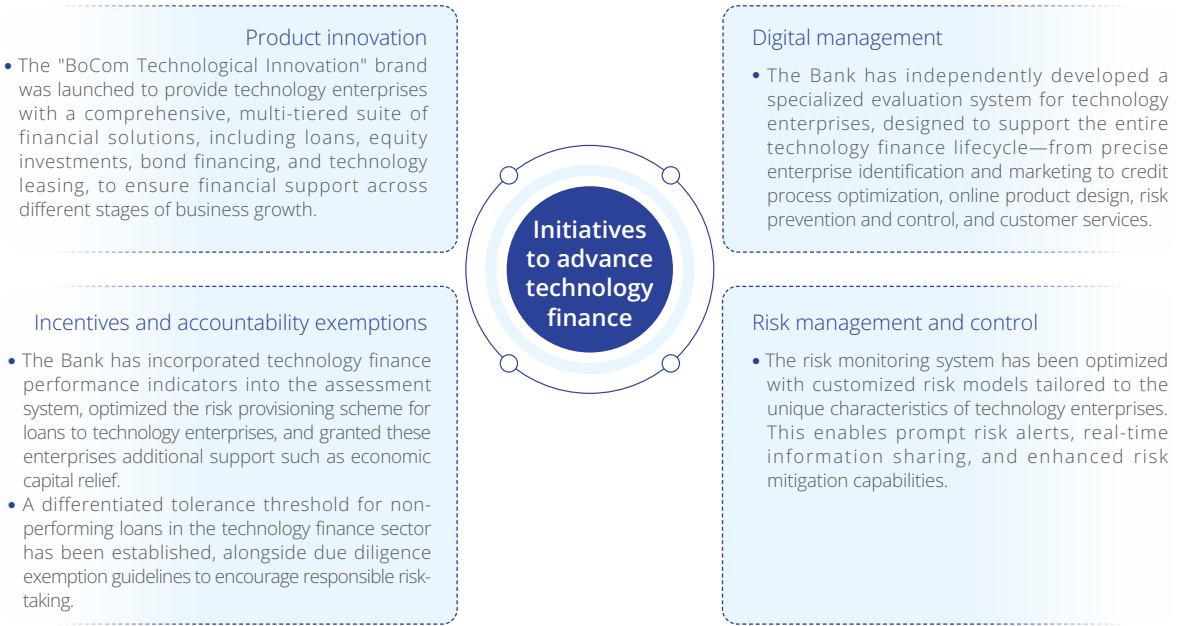 Product innovation
• The "BoCom Technological Innovation" brand
was launched to provide technology enterprises
with a comprehensive, multi-tiered suite of
financial solutions, including loans, equity
investments, bond financing, and technology
leasing, to ensure financial support across
different stages of business growth.
Digital management
• The Bank has independently developed a
specialized evaluation system for technology
enterprises, designed to support the entire
technology finance lifecycle—from precise
enterprise identification and marketing to credit
process optimization, online product design, risk
prevention and control, and customer services.
Initiatives
to advance
technology
finance
Incentives and accountability exemptions
• The Bank has incorporated technology finance
performance indicators into the assessment
system, optimized the risk provisioning scheme for
loans to technology enterprises, and granted these
enterprises additional support such as economic
capital relief.
• A differentiated tolerance threshold for non-
performing loans in the technology finance sector
has been established, alongside due diligence
exemption guidelines to encourage responsible risk-
taking.
Risk management and control
• The risk monitoring system has been optimized
with customized risk models tailored to the
unique characteristics of technology enterprises.
This enables prompt risk alerts, real-time
information sharing, and enhanced risk
mitigation capabilities.